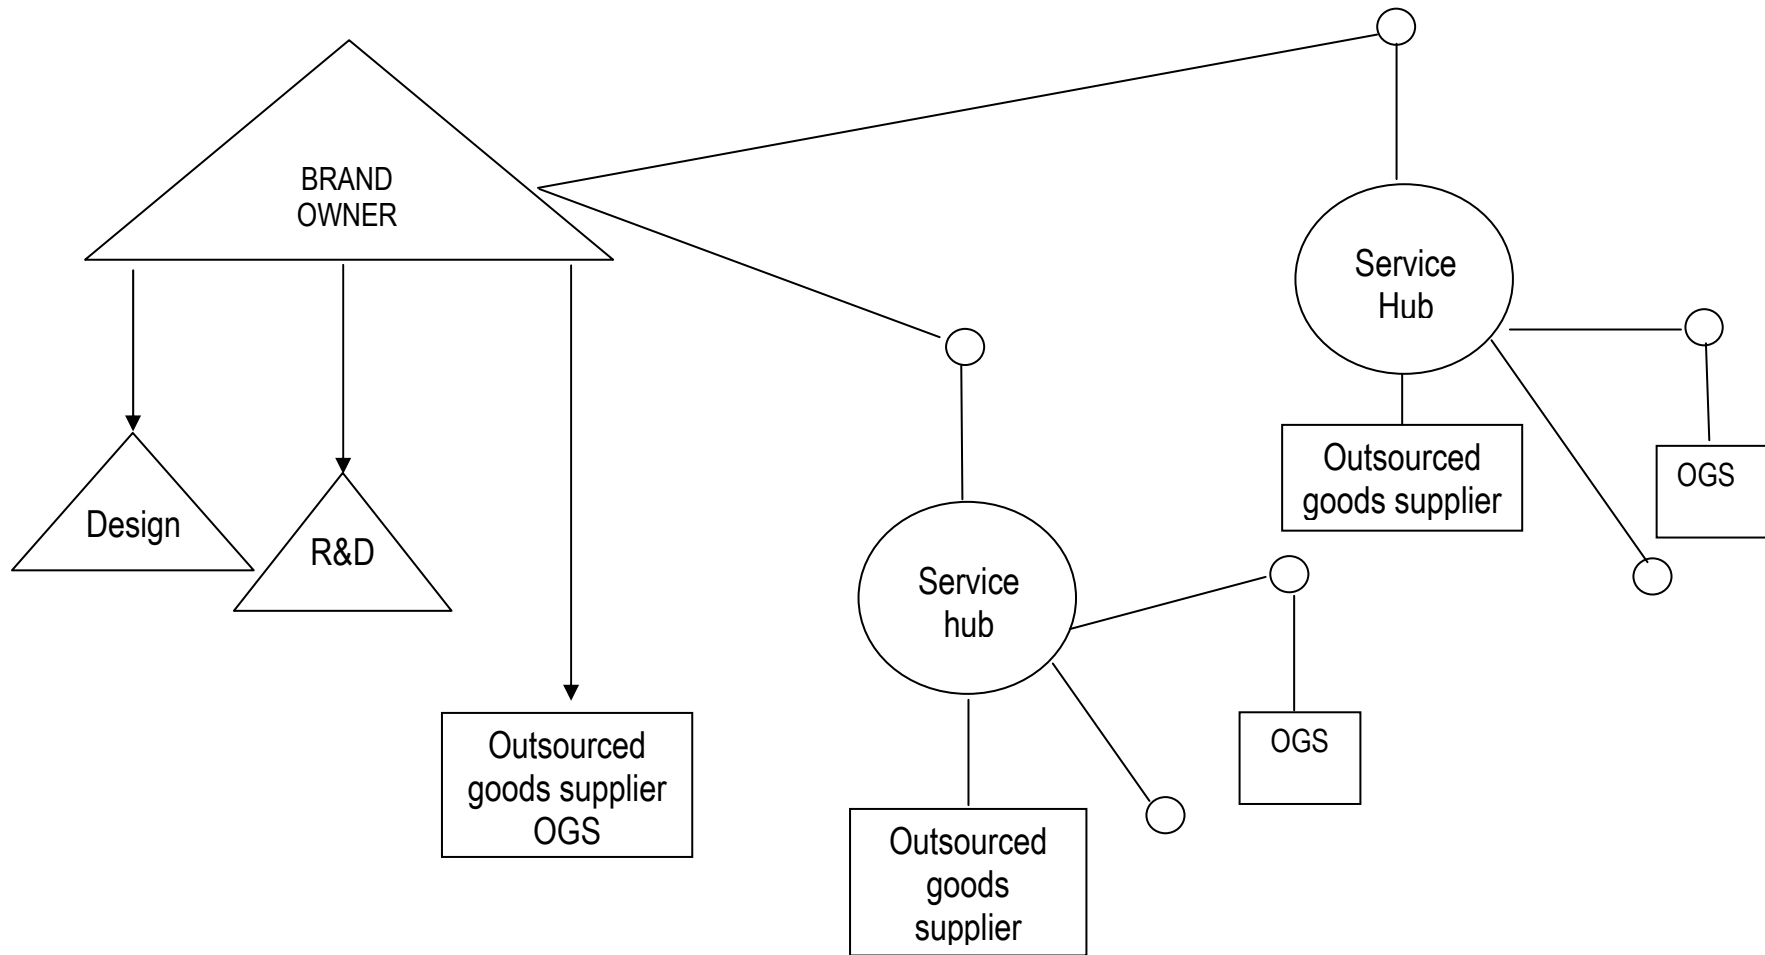 BRAND
OWNER
Service
Hub
Outsourced
goods supplier
OGS
Design
R&D
Service
hub
OGS
Outsourced
goods supplier
OGS
Outsourced
goods
supplier